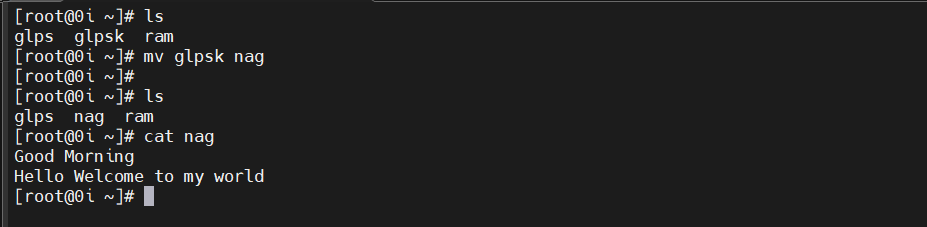 [root@0i ~]# ls
glps  glpsk  ram
[root@0i ~]# mv glpsk nag
[root@0i ~]#
[root@0i ~]# ls
glps  nag  ram
[root@0i ~]# cat nag
Good Morning
Hello Welcome to my world
[root@0i ~]#